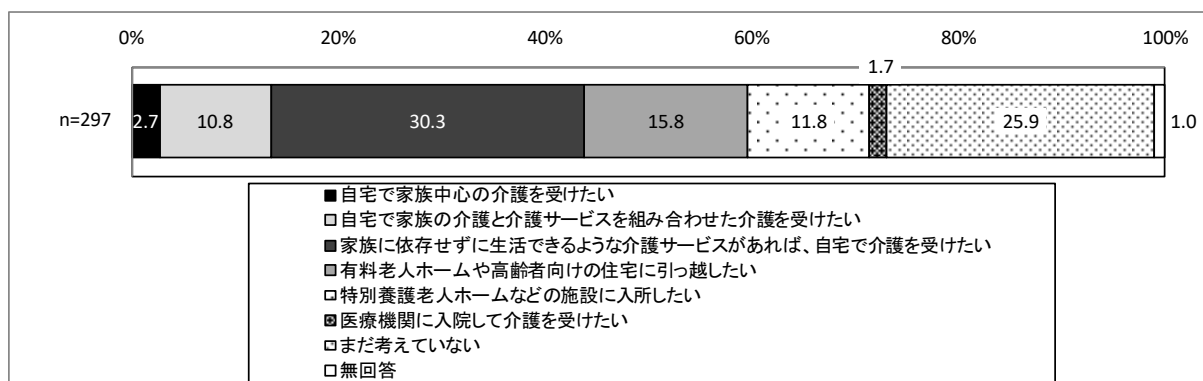 0% 20% 40% 60% 80% 100%
1.7
n=297 2.7 10.8 30.3 15.8 11.8 25.9 1.0
自宅で家族中心の介護を受けたい
自宅で家族の介護と介護サービスを組み合わせた介護を受けたい
家族に依存せずに生活できるような介護サービスがあれば、自宅で介護を受けたい
有料老人ホームや高齢者向けの住宅に引っ越したい
特別養護老人ホームなどの施設に入所したい
医療機関に入院して介護を受けたい
まだ考えていない
無回答